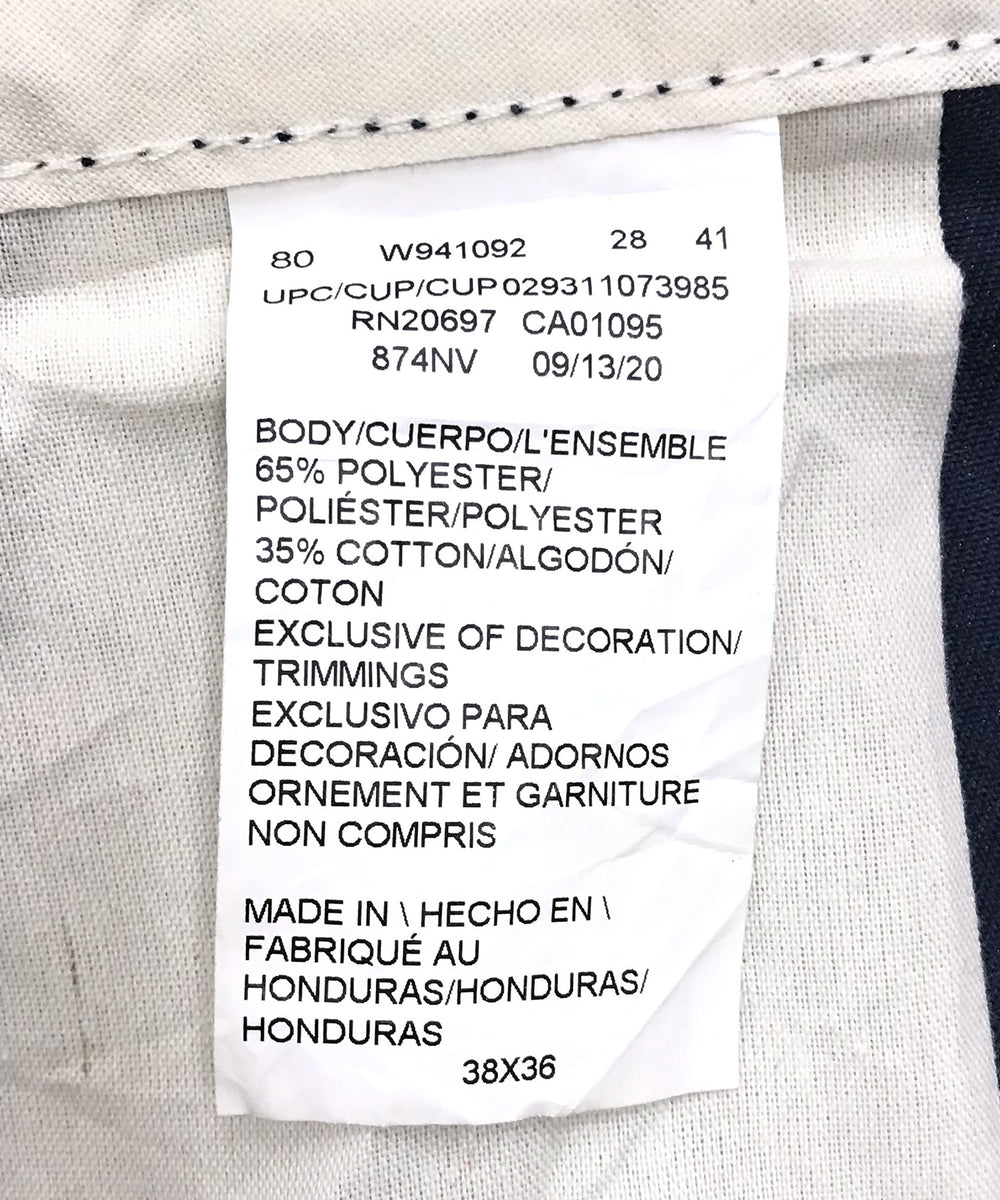 80 W941092 28 41
UPC/CUP/CUP 029311073985
RN20697 CA01095
874NV 09/13/20
BODY/CUERPO/L'ENSEMBLE
65% POLYESTER/
POLIÉSTER/POLYESTER
35% COTTON/ALGODÓN/
COTON
EXCLUSIVE OF DECORATION/
TRIMMINGS
EXCLUSIVO PARA
DECORACIÓN/ ADORNOS
ORNEMENT ET GARNITURE
NON COMPRIS
MADE IN \ HECHO EN \
FABRIQUÉ AU
HONDURAS/HONDURAS/
HONDURAS
38X36